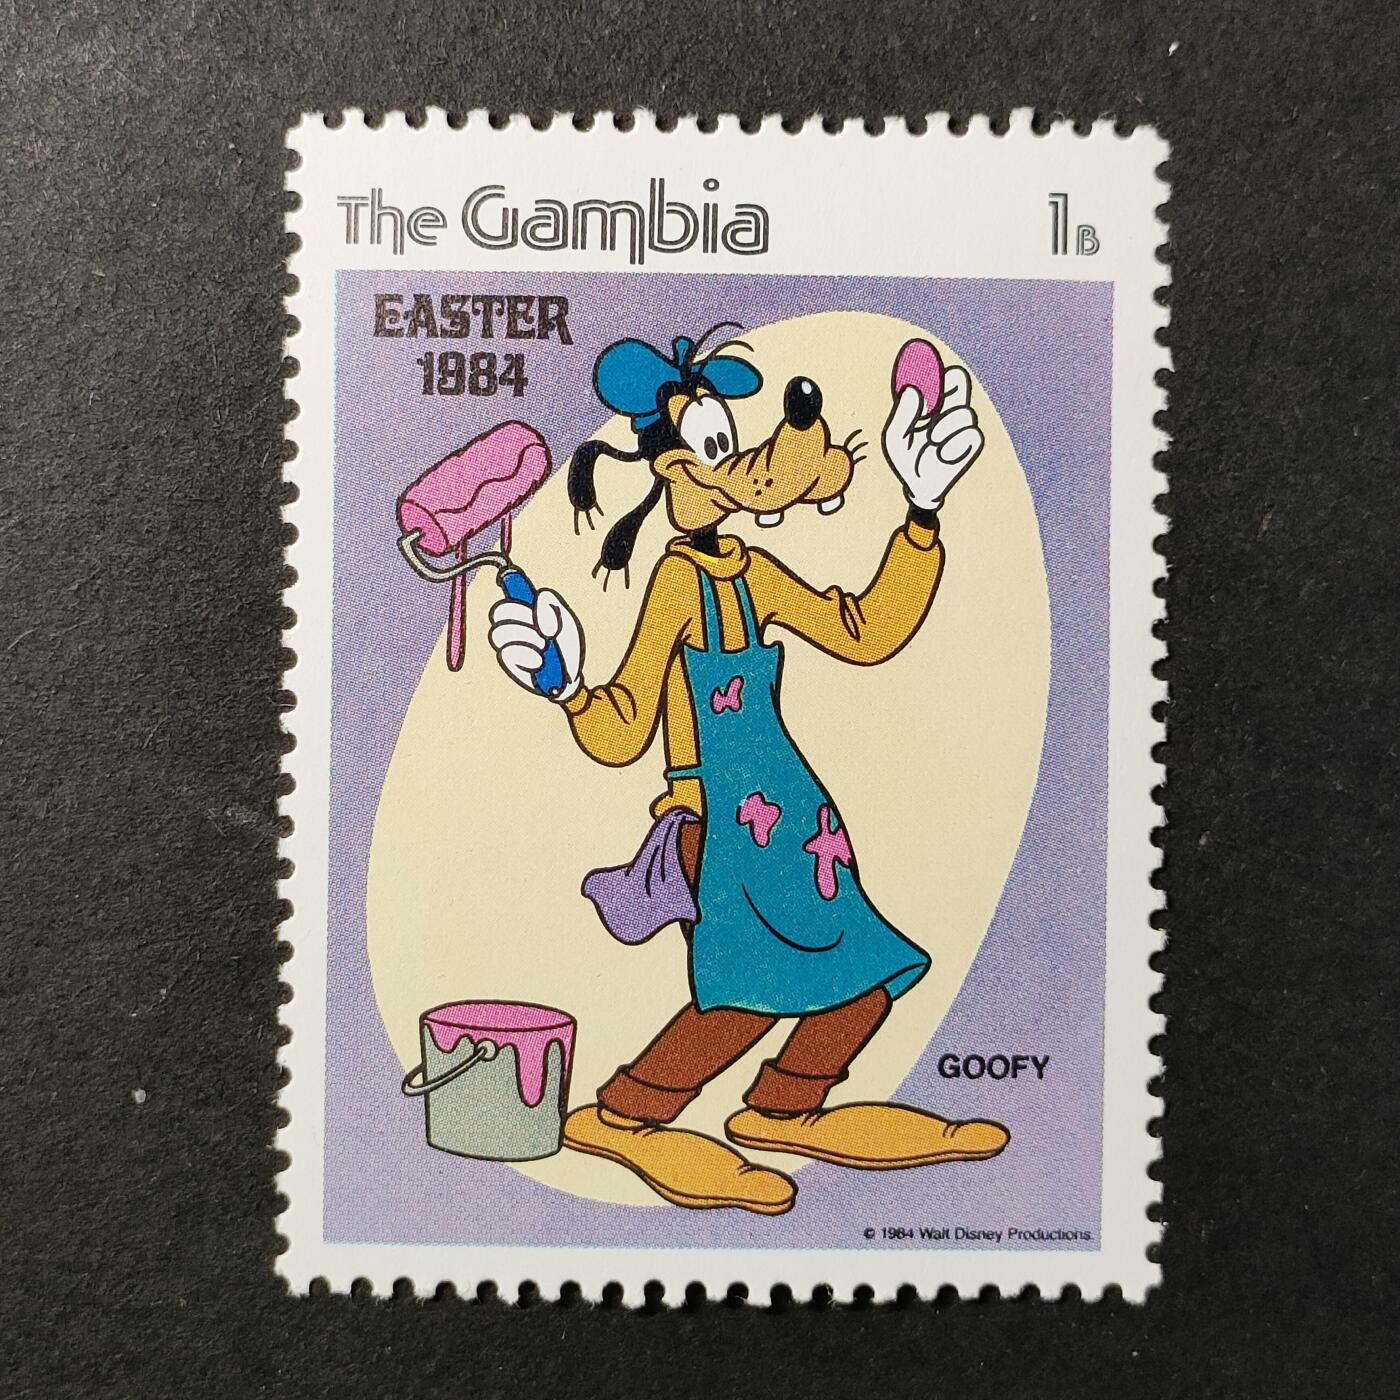 The Gambia 1B
EASTER
1984
GOOFY
© 1984 Walt Disney Productions